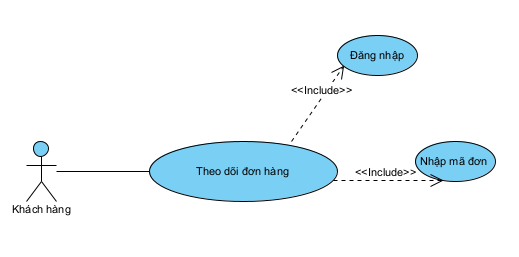 Đăng nhập
<<Include>>
Nhập mã đơn
Theo dõi đơn hàng
<<Include>>
Khách hàng